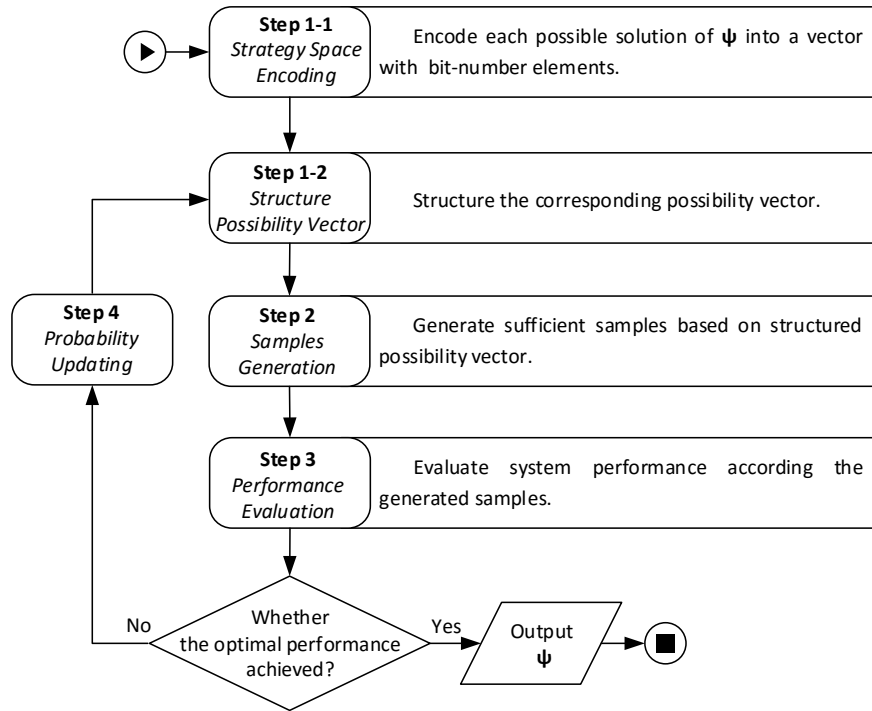 Step 1-1
Strategy Space
Encoding
Encode each possible solution of ψ into a vector
with bit-number elements.
Step 1-2
Structure
Possibility Vector
Structure the corresponding possibility vector.
Step 4
Probability
Updating
Step 2
Samples
Generation
Generate sufficient samples based on structured
possibility vector.
Step 3
Performance
Evaluation
Evaluate system performance according the
generated samples.
No
Whether
the optimal performance
achieved?
Yes
Output
ψ